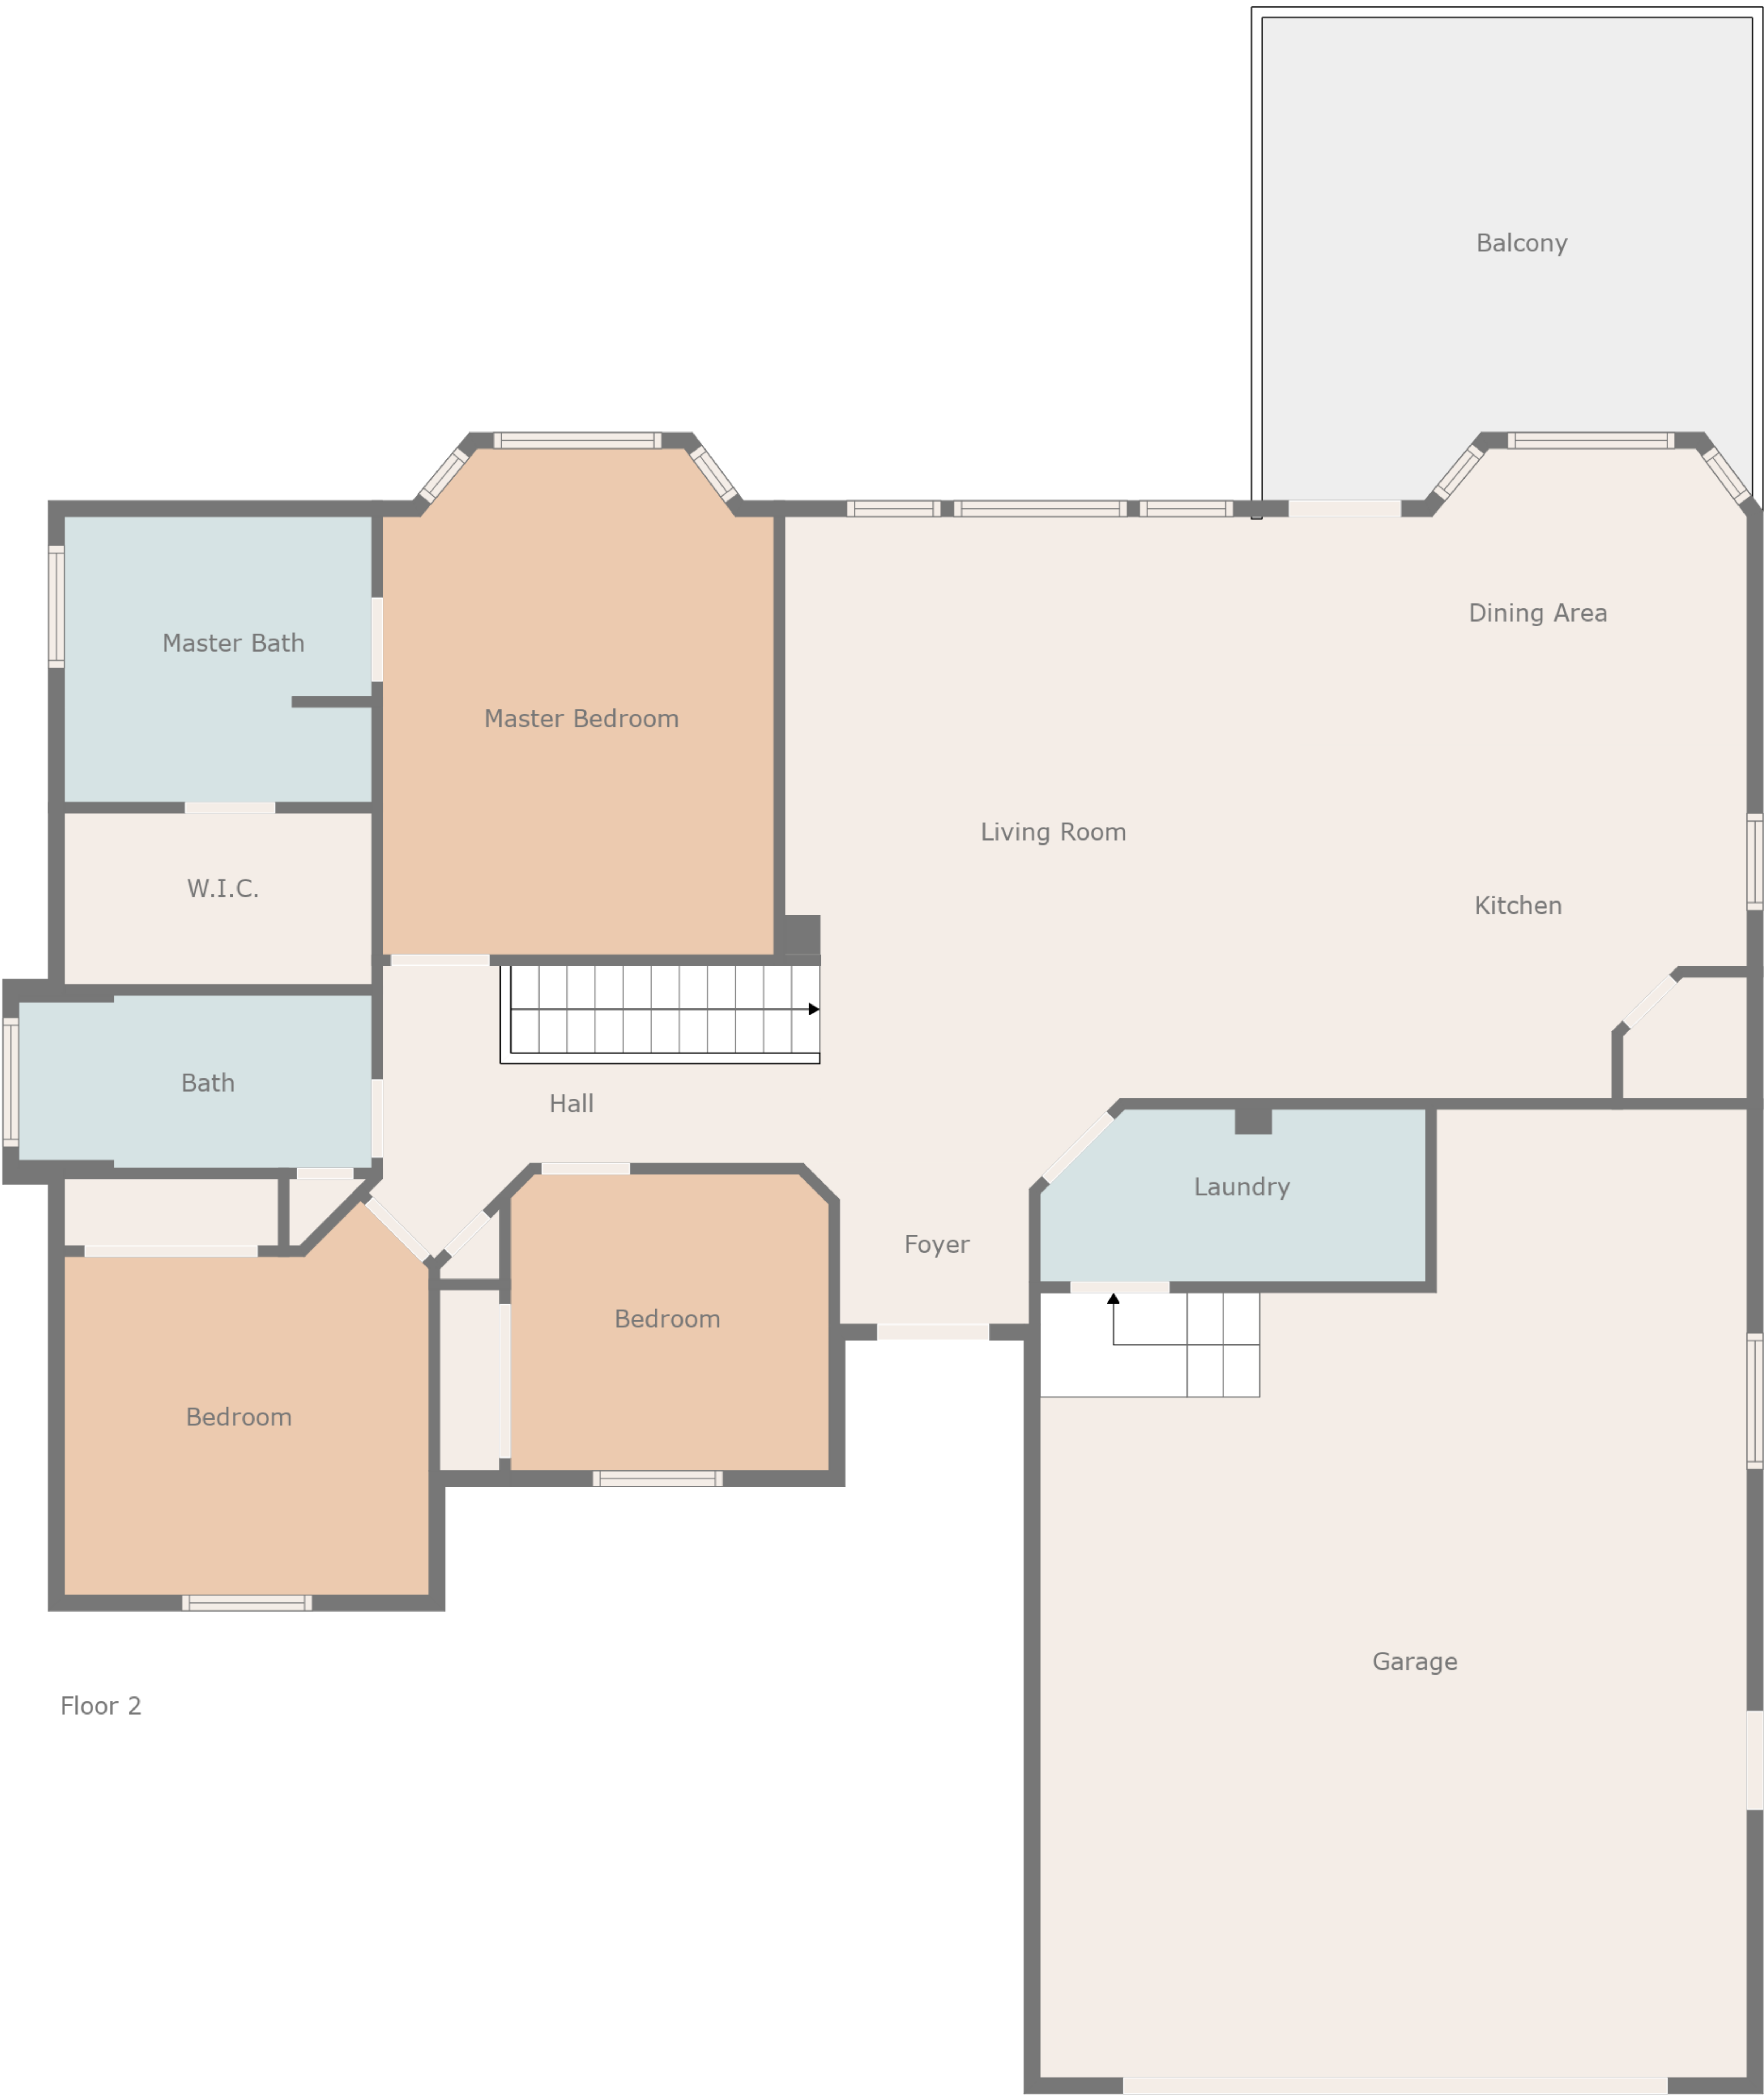 Balcony
Dining Area
Master Bath
Master Bedroom
Living Room
W.I.C.
Kitchen
Bath
Hall
Laundry
Foyer
Bedroom
Bedroom
Garage
Floor 2